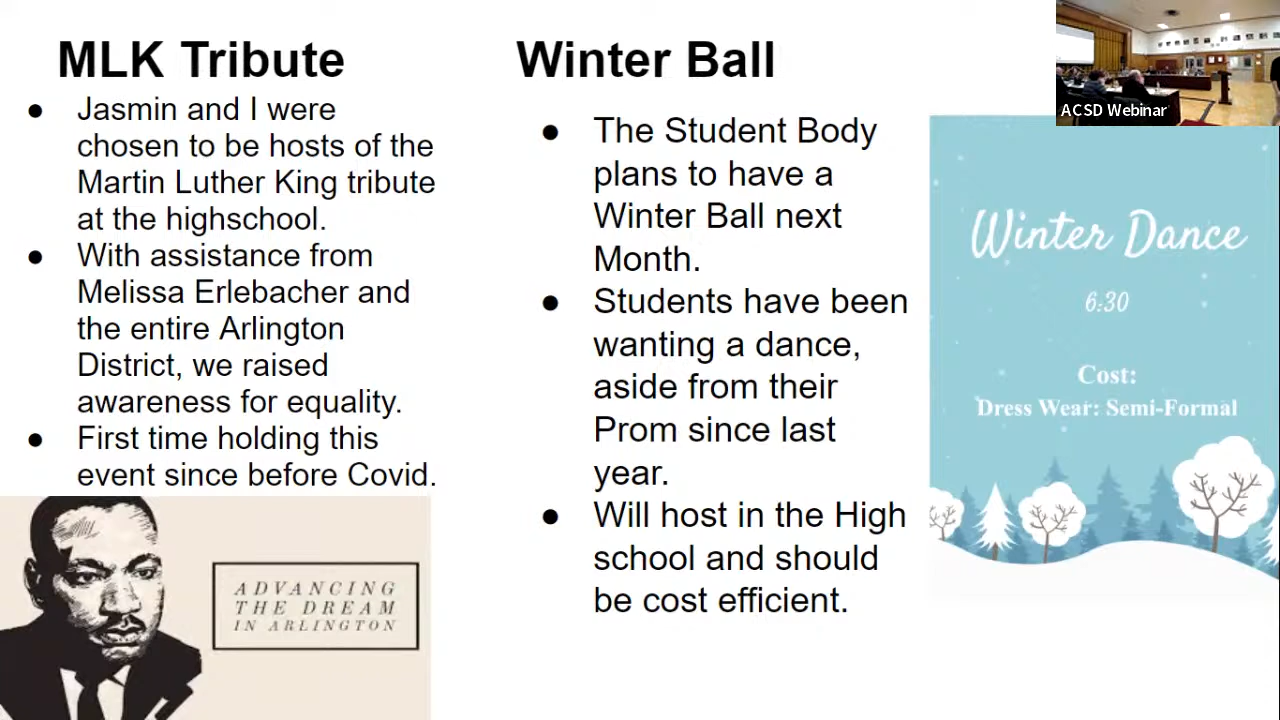 MLK Tribute
● Jasmin and I were
chosen to be hosts of the
Martin Luther King tribute
at the highschool.
● With assistance from
Melissa Erlebacher and
the entire Arlington
District, we raised
awareness for equality.
● First time holding this
event since before Covid.
ADVANCING
THE DREAM
IN ARLINGTON
Winter Ball
● The Student Body
plans to have a
Winter Ball next
Month.
● Students have been
wanting a dance,
aside from their
Prom since last
year.
● Will host in the High
school and should
be cost efficient.
ACSD Webinar
Winter Dance
6:30
Cost:
Dress Wear: Semi-Formal